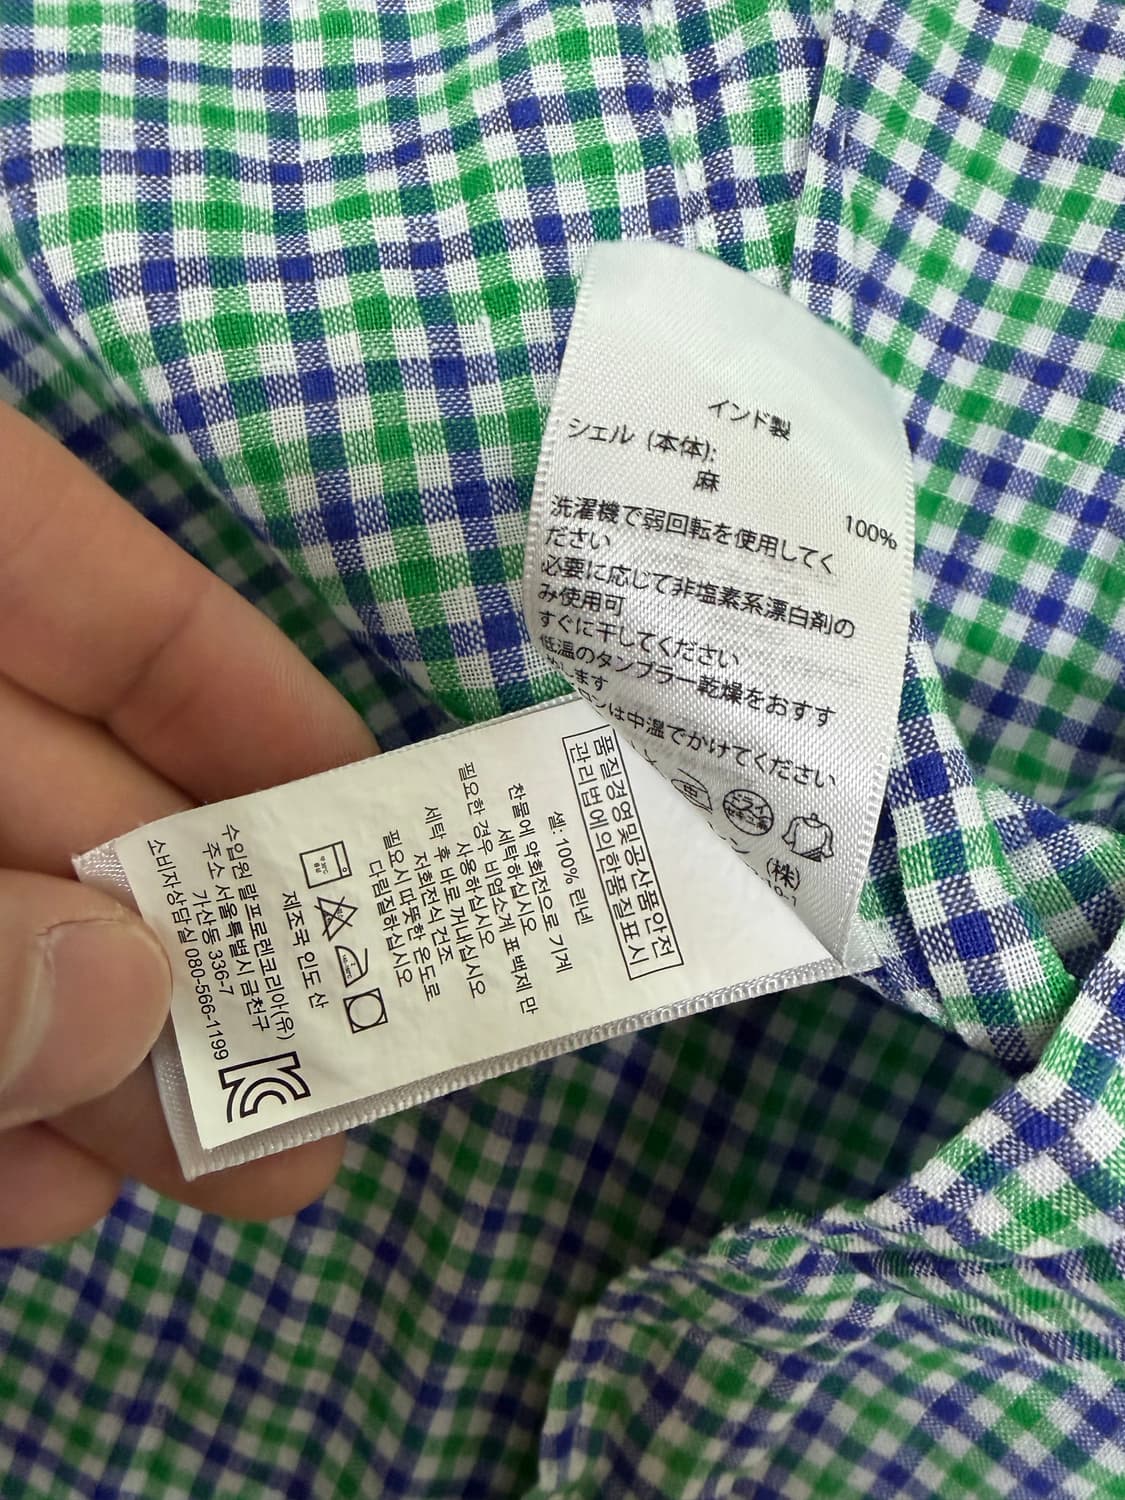 インド製
シェル (本体):
麻
100%
洗濯機で弱回転を使用してく
ださい
必要に応じて非塩素系漂白剤の
み使用可
すぐに干してください
低温のタンブラー乾燥をおすす
めします
ロンは中温でかけてください
中
ドライ
セキユ系
ン (株)
품질경영및공산품안전
관리법에의한품질표시
셸: 100% 린넨
찬물에 약회전으로 기계
세탁하십시오
필요한 경우 비염소계 표백제 만
사용하십시오
세탁 후 바로 꺼내십시오
저회전식 건조
필요시 따뜻한 온도로
다림질하십시오
제조국 인도 산
수입원 랄프로렌코리아(유)
주소 서울특별시 금천구
가산동 336-7
소비자상담실 080-566-1199